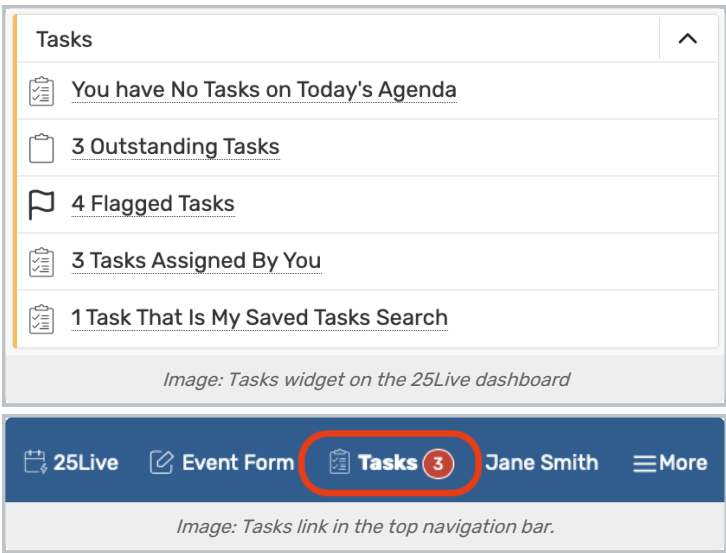 Tasks
You have No Tasks on Today's Agenda
3 Outstanding Tasks
4 Flagged Tasks
3 Tasks Assigned By You
1 Task That Is My Saved Tasks Search
Image: Tasks widget on the 25Live dashboard
25Live Event Form Tasks 3 Jane Smith More
Image: Tasks link in the top navigation bar.